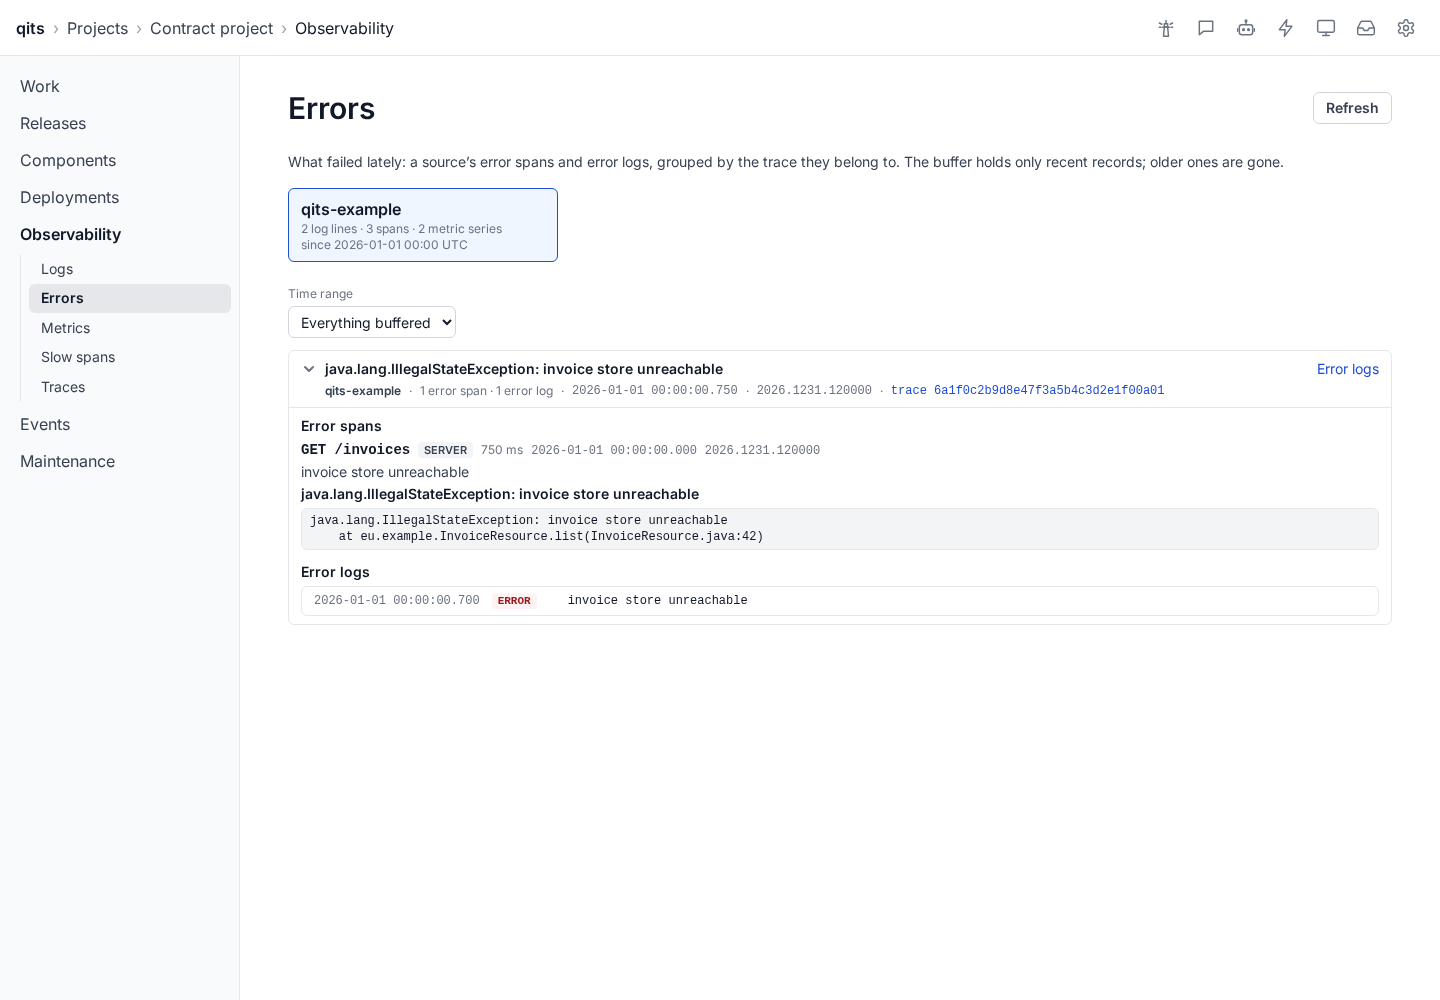 qits › Projects › Contract project › Observability
Work
Releases
Components
Deployments
Observability
Logs
Errors
Metrics
Slow spans
Traces
Events
Maintenance
Errors
Refresh
What failed lately: a source’s error spans and error logs, grouped by the trace they belong to. The buffer holds only recent records; older ones are gone.
qits-example
2 log lines · 3 spans · 2 metric series
since 2026-01-01 00:00 UTC
Time range
Everything buffered
java.lang.IllegalStateException: invoice store unreachable
Error logs
qits-example · 1 error span · 1 error log · 2026-01-01 00:00:00.750 · 2026.1231.120000 · trace 6a1f0c2b9d8e47f3a5b4c3d2e1f00a01
Error spans
GET /invoices SERVER 750 ms 2026-01-01 00:00:00.000 2026.1231.120000
invoice store unreachable
java.lang.IllegalStateException: invoice store unreachable
java.lang.IllegalStateException: invoice store unreachable
at eu.example.InvoiceResource.list(InvoiceResource.java:42)
Error logs
2026-01-01 00:00:00.700 ERROR invoice store unreachable